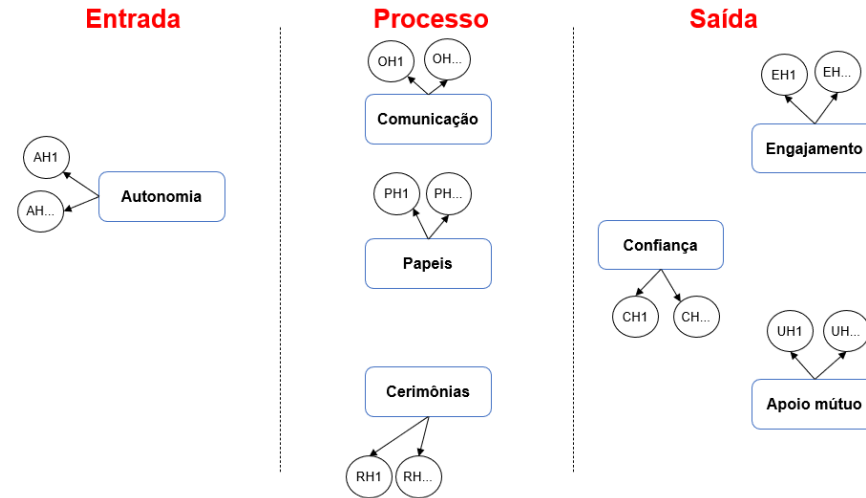 Entrada
Processo
Saída
AH1
AH...
Autonomia
OH1
OH...
Comunicação
PH1
PH...
Papeis
Cerimônias
RH1
RH...
EH1
EH...
Engajamento
Confiança
CH1
CH...
UH1
UH...
Apoio mútuo